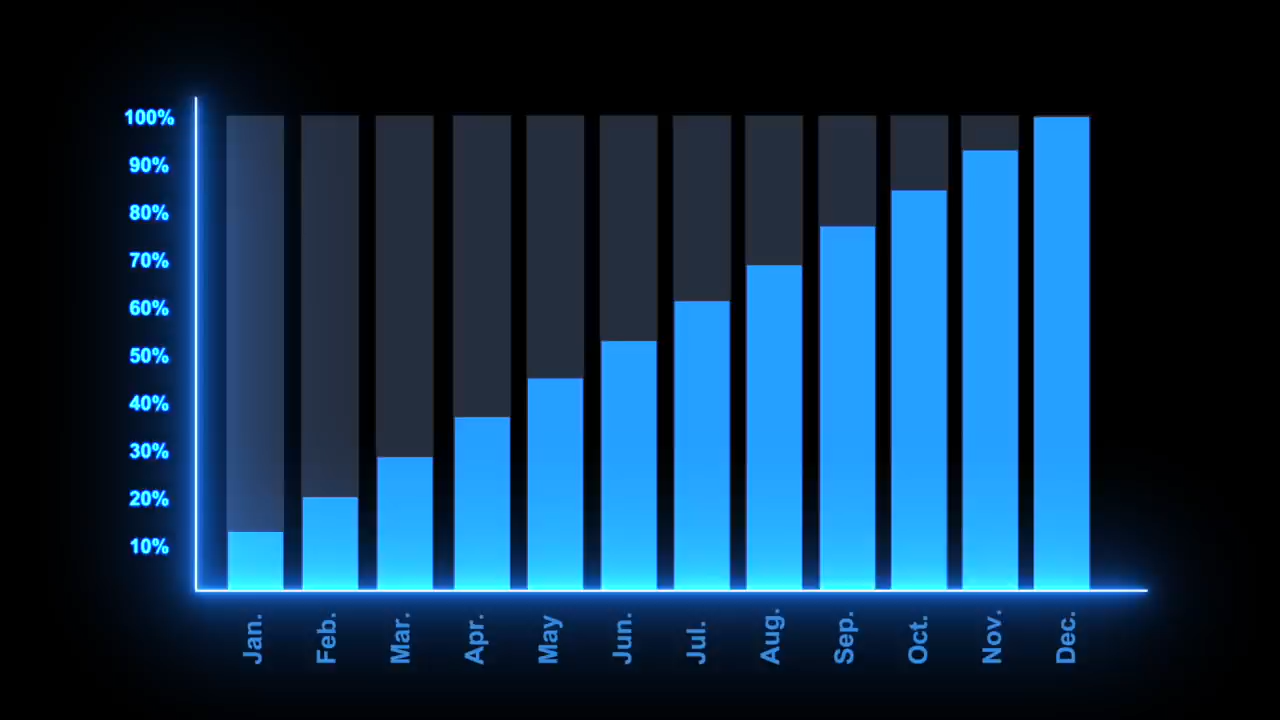 100%
90%
80%
70%
60%
50%
40%
30%
20%
10%
Jan.
Feb.
Mar.
Apr.
May
Jun.
Jul.
Aug.
Sep.
Oct.
Nov.
Dec.